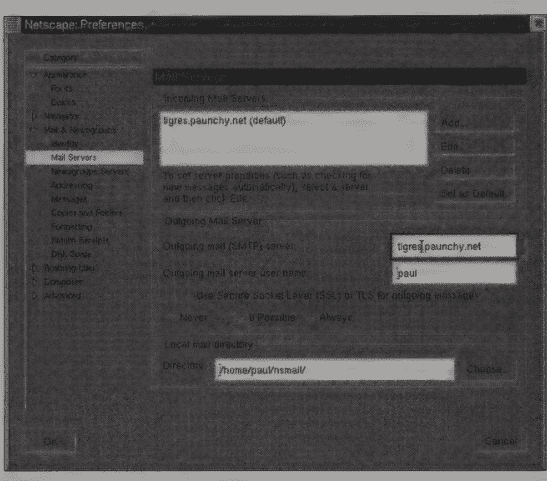 Netscape: Preferences
Category
Appearance
Fonts
Colors
Navigator
Mail & Newsgroups
Identity
Mail Servers
Newsgroups Servers
Addressing
Messages
Copies and Folders
Formatting
Return Receipts
Disk Space
Roaming User
Composer
Advanced
Mail Servers
Incoming Mail Servers
tigres.paunchy.net (default)
Add...
Edit...
Delete
Set as Default
To set server properties (such as checking for
new messages automatically), select a server
and then click Edit.
Outgoing Mail Server
Outgoing mail (SMTP) server:
tigres.paunchy.net
Outgoing mail server user name:
paul
Use Secure Socket Layer (SSL) or TLS for outgoing messages:
Never
If Possible
Always
Local mail directory
Directory:
/home/paul/nsmail/
Choose...
OK
Cancel